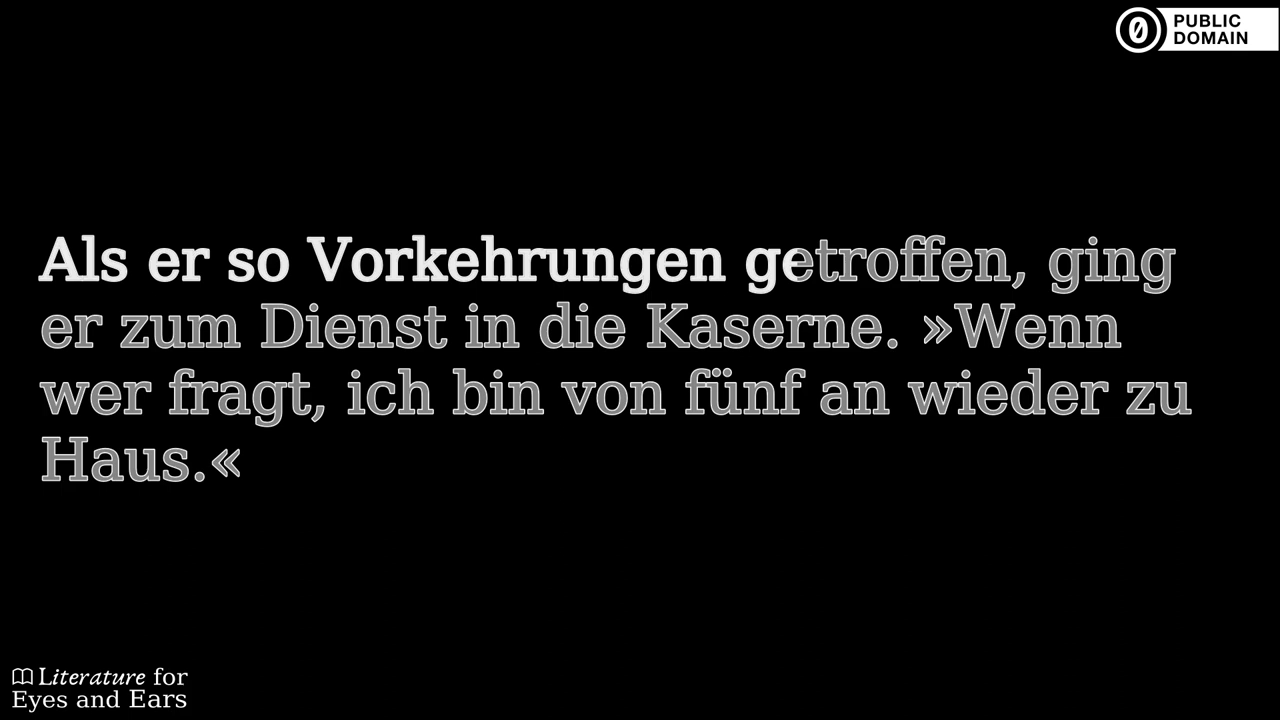 PUBLIC
DOMAIN
Als er so Vorkehrungen getroffen, ging
er zum Dienst in die Kaserne. »Wenn
wer fragt, ich bin von fünf an wieder zu
Haus.«
Literature for
Eyes and Ears